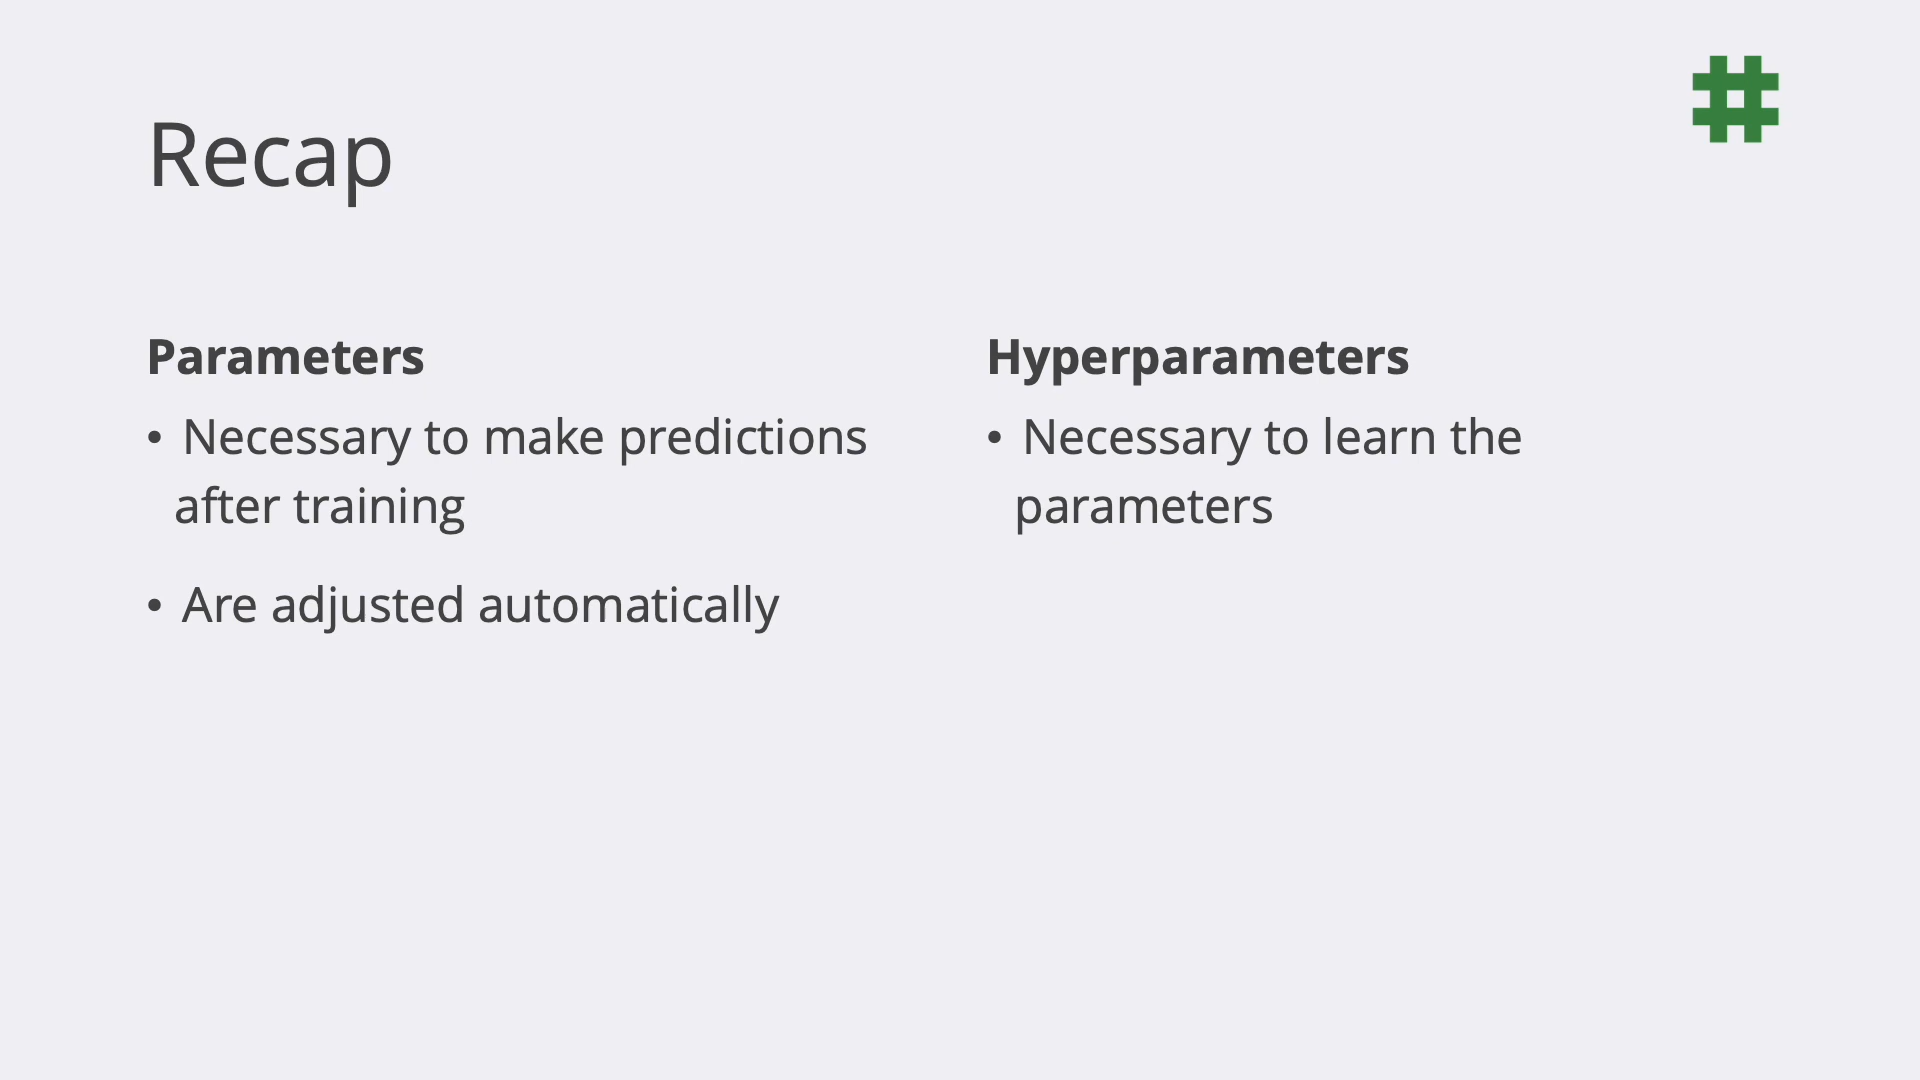 Recap
Parameters
• Necessary to make predictions
after training
• Are adjusted automatically
Hyperparameters
• Necessary to learn the
parameters